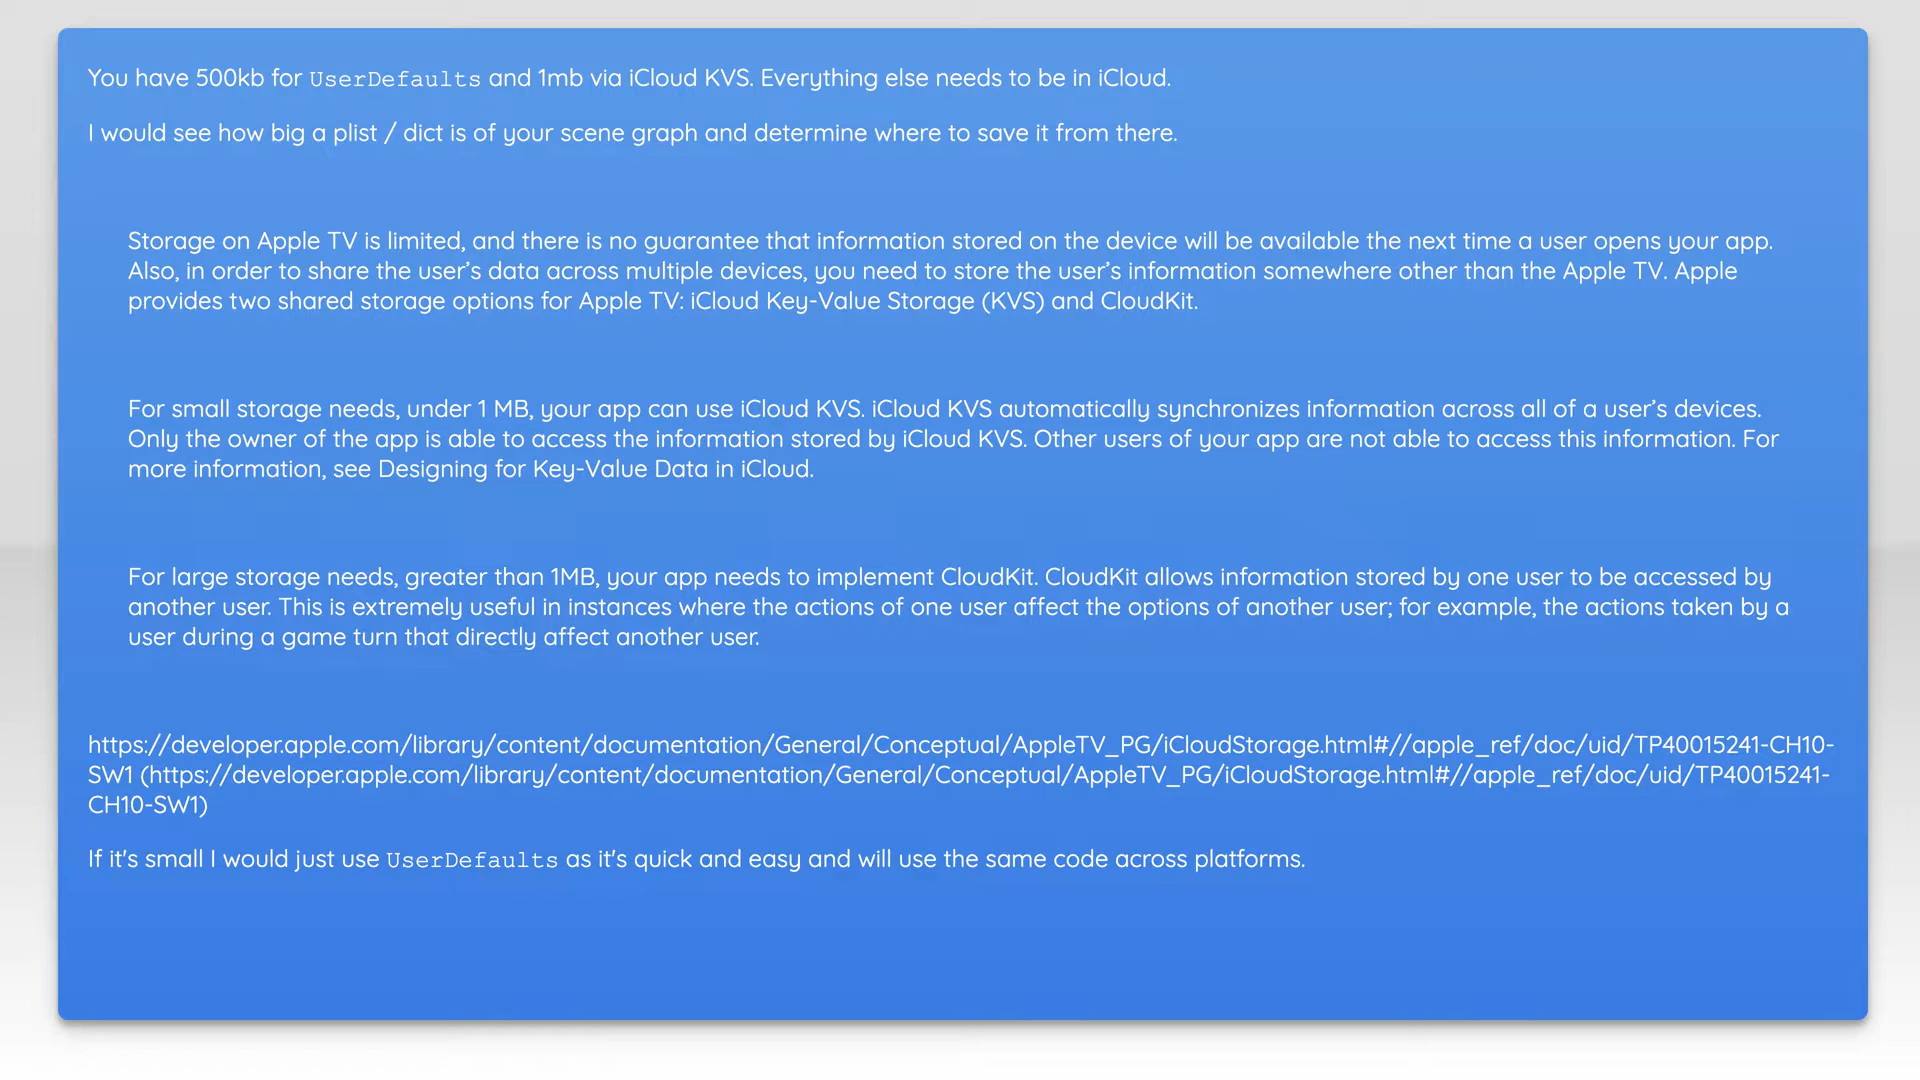 You have 500kb for UserDefaults and 1mb via iCloud KVS. Everything else needs to be in iCloud.
I would see how big a plist / dict is of your scene graph and determine where to save it from there.
Storage on Apple TV is limited, and there is no guarantee that information stored on the device will be available the next time a user opens your app.
Also, in order to share the user’s data across multiple devices, you need to store the user’s information somewhere other than the Apple TV. Apple
provides two shared storage options for Apple TV: iCloud Key-Value Storage (KVS) and CloudKit.
For small storage needs, under 1 MB, your app can use iCloud KVS. iCloud KVS automatically synchronizes information across all of a user’s devices.
Only the owner of the app is able to access the information stored by iCloud KVS. Other users of your app are not able to access this information. For
more information, see Designing for Key-Value Data in iCloud.
For large storage needs, greater than 1MB, your app needs to implement CloudKit. CloudKit allows information stored by one user to be accessed by
another user. This is extremely useful in instances where the actions of one user affect the options of another user; for example, the actions taken by a
user during a game turn that directly affect another user.
https://developer.apple.com/library/content/documentation/General/Conceptual/AppleTV_PG/iCloudStorage.html#//apple_ref/doc/uid/TP40015241-CH10-
SW1 (https://developer.apple.com/library/content/documentation/General/Conceptual/AppleTV_PG/iCloudStorage.html#//apple_ref/doc/uid/TP40015241-
CH10-SW1)
If it's small I would just use UserDefaults as it's quick and easy and will use the same code across platforms.